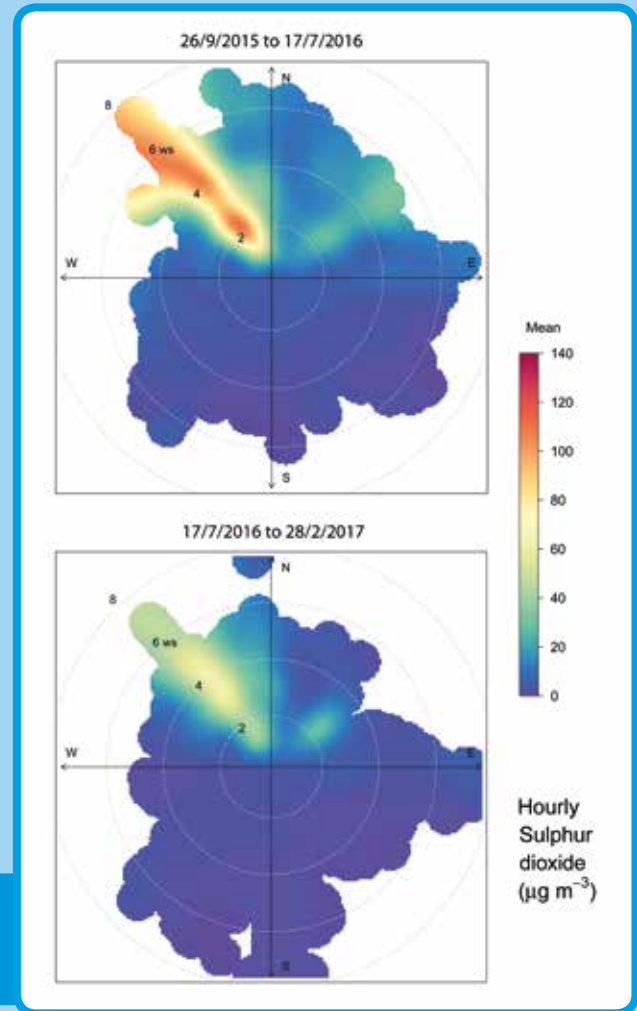 26/9/2015 to 17/7/2016
N
8
6 ws
4
2
W
E
S
Mean
140
120
100
80
60
40
20
0
17/7/2016 to 28/2/2017
N
8
6 ws
4
2
W
E
S
Hourly
Sulphur
dioxide
(µg m⁻³)